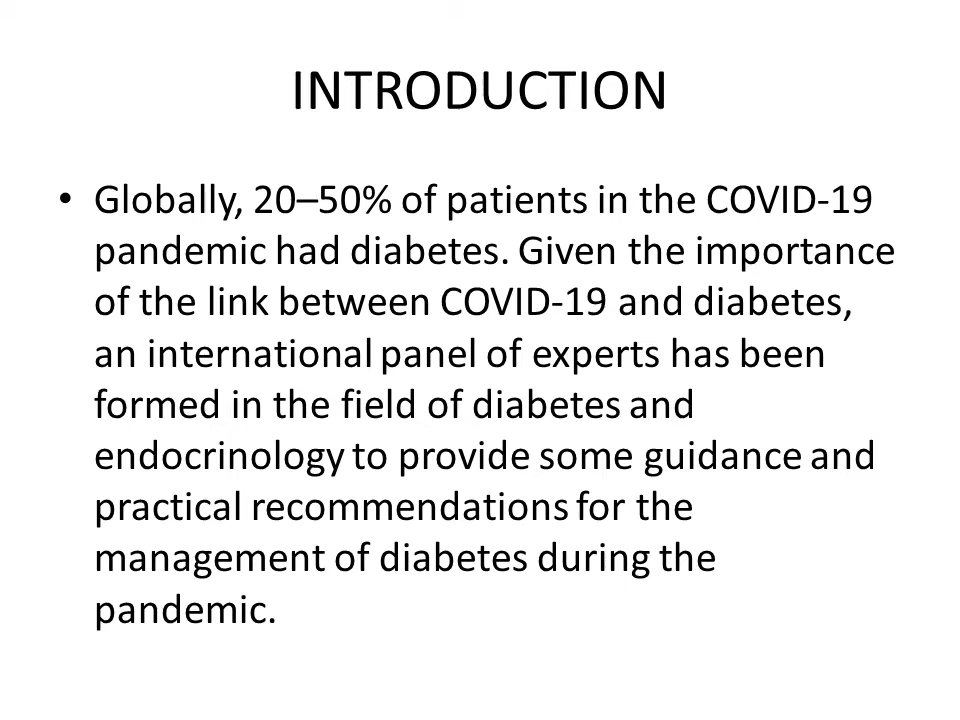 INTRODUCTION
• Globally, 20–50% of patients in the COVID-19
pandemic had diabetes. Given the importance
of the link between COVID-19 and diabetes,
an international panel of experts has been
formed in the field of diabetes and
endocrinology to provide some guidance and
practical recommendations for the
management of diabetes during the
pandemic.